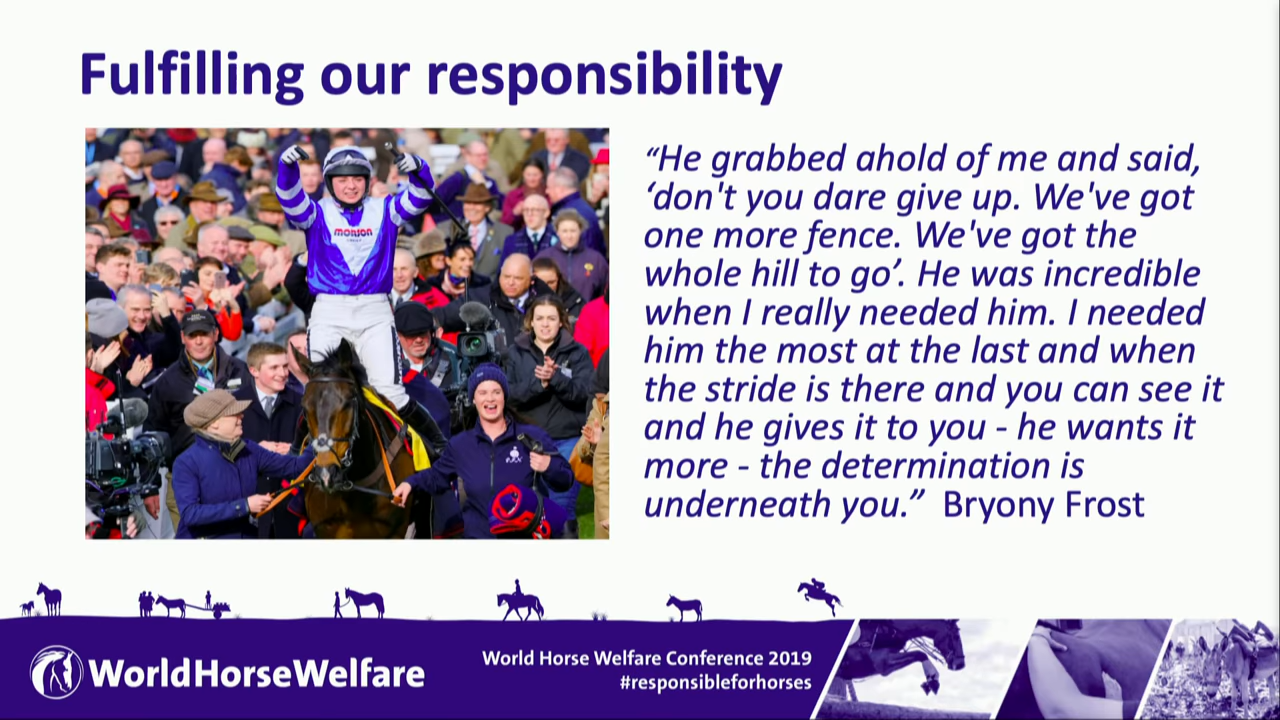 Fulfilling our responsibility
“He grabbed ahold of me and said,
‘don't you dare give up. We've got
one more fence. We've got the
whole hill to go’. He was incredible
when I really needed him. I needed
him the most at the last and when
the stride is there and you can see it
and he gives it to you - he wants it
more - the determination is
underneath you.” Bryony Frost
MORSON
WorldHorseWelfare
World Horse Welfare Conference 2019
#responsibleforhorses